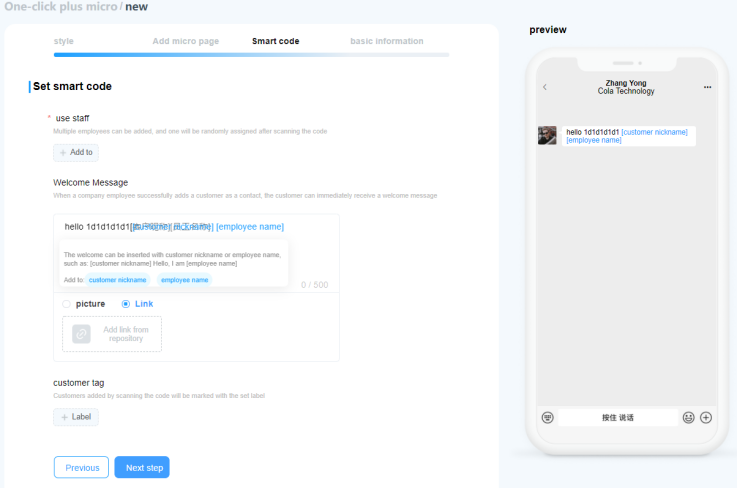 One-click plus micro / new
style Add micro page Smart code basic information
Set smart code
* use staff
Multiple employees can be added, and one will be randomly assigned after scanning the code
+ Add to
Welcome Message
When a company employee successfully adds a customer as a contact, the customer can immediately receive a welcome message
hello 1d1d1d1d1 [employee name]
The welcome can be inserted with customer nickname or employee name,
such as: [customer nickname] Hello, I am [employee name]
Add to: customer nickname employee name
0 / 500
picture Link
Add link from
repository
customer tag
Customers added by scanning the code will be marked with the set label
+ Label
Previous Next step
preview
Zhang Yong
Cola Technology
hello 1d1d1d1d1 [customer nickname]
[employee name]
按住 说话